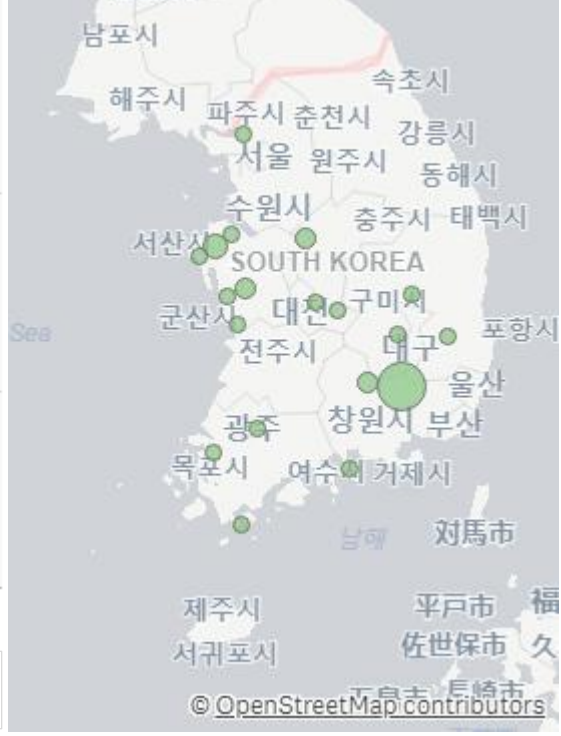 남포시
속초시
해주시 파주시 춘천시
강릉시
서울 원주시
동해시
수원시 충주시 태백시
서산시
SOUTH KOREA
군산시 대전 구미시
Sea 포항시
전주시 대구
울산
광주 창원시 부산
목포시 여수시 거제시
남해 対馬市
제주시 平戸市 福
서귀포시 佐世保市 久
長崎市
© OpenStreetMap contributors